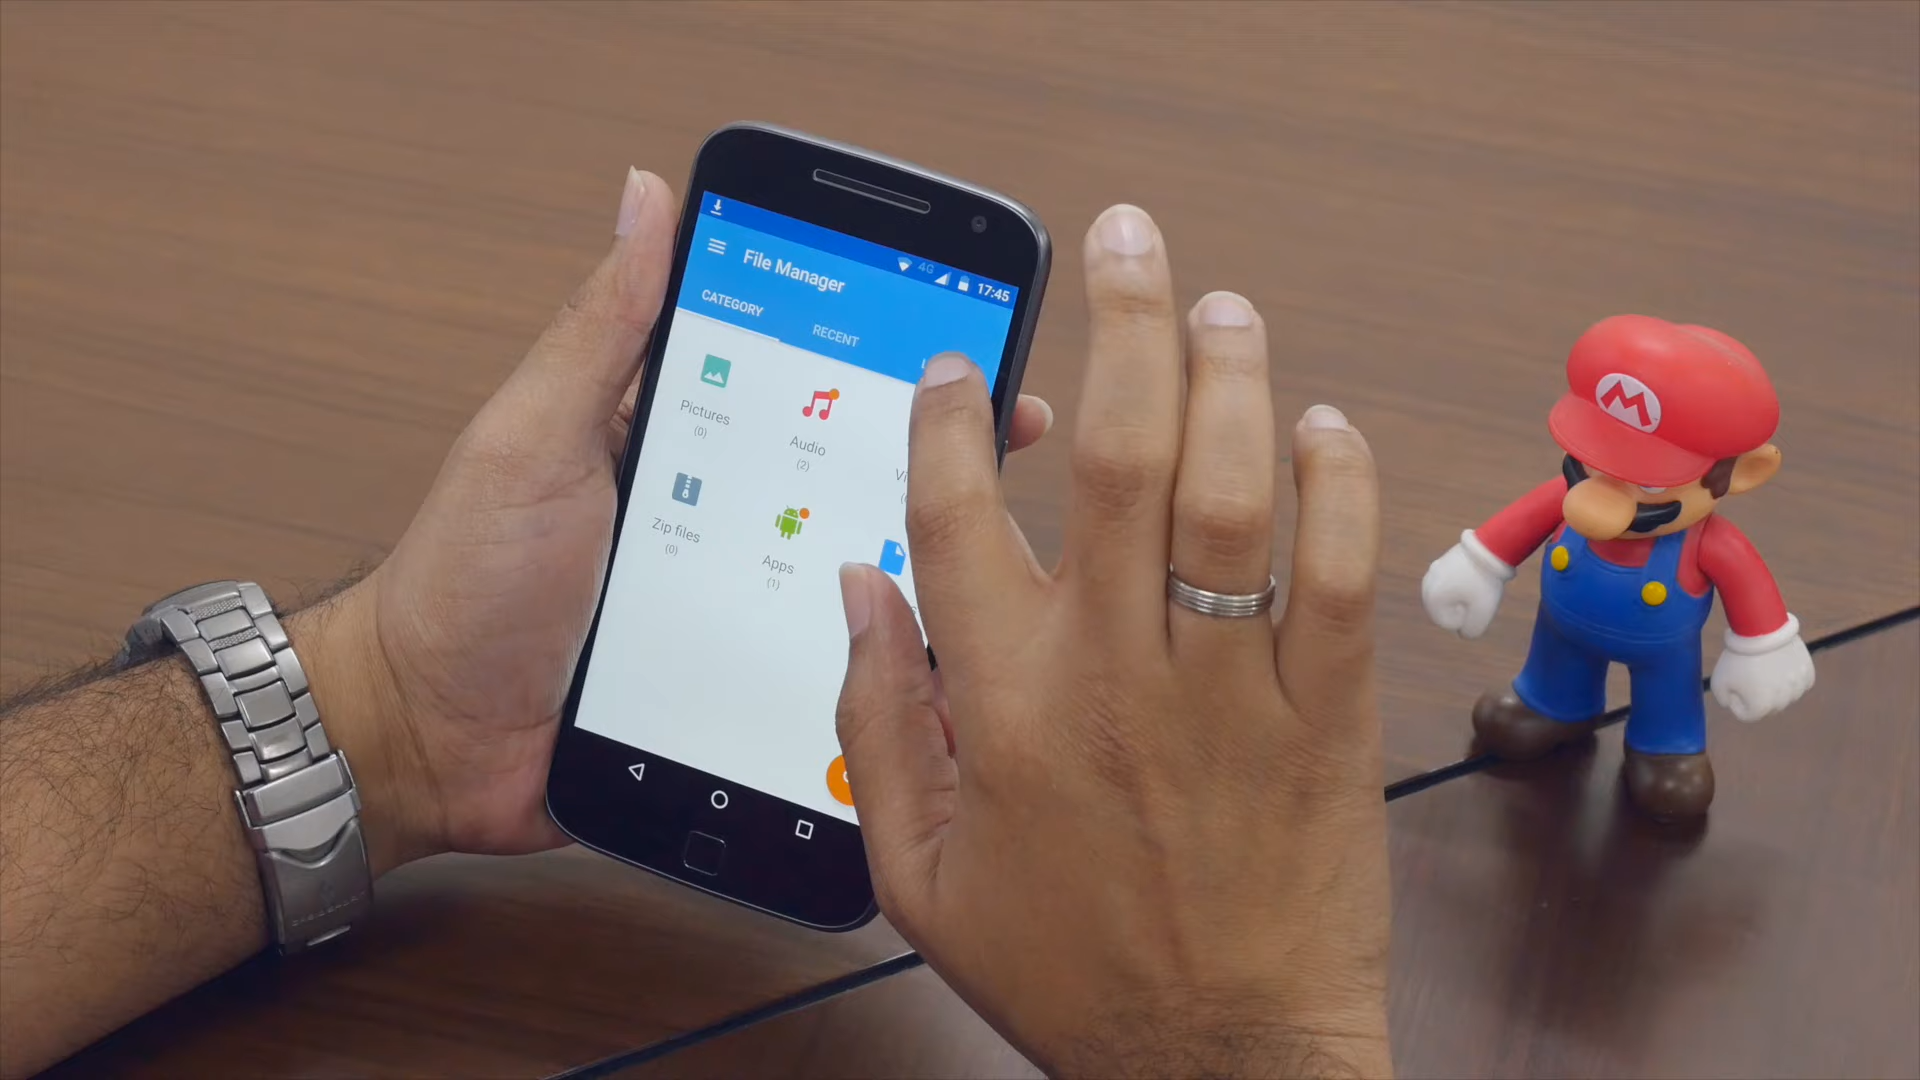 4G 17:45
File Manager
CATEGORY
RECENT
Pictures
(0)
Audio
(2)
Zip files
(0)
Apps
(1)
M